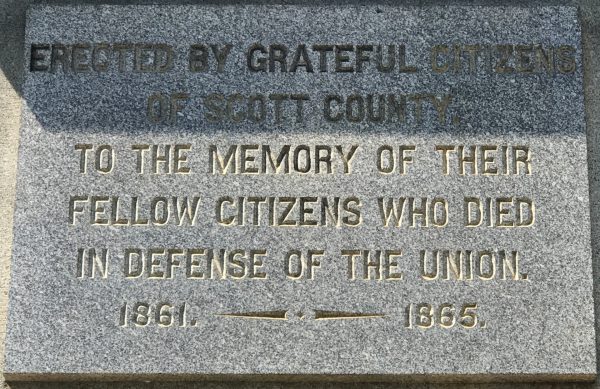 ERECTED BY GRATEFUL CITIZENS
OF SCOTT COUNTY.
TO THE MEMORY OF THEIR
FELLOW CITIZENS WHO DIED
IN DEFENSE OF THE UNION.
1861. 1865.